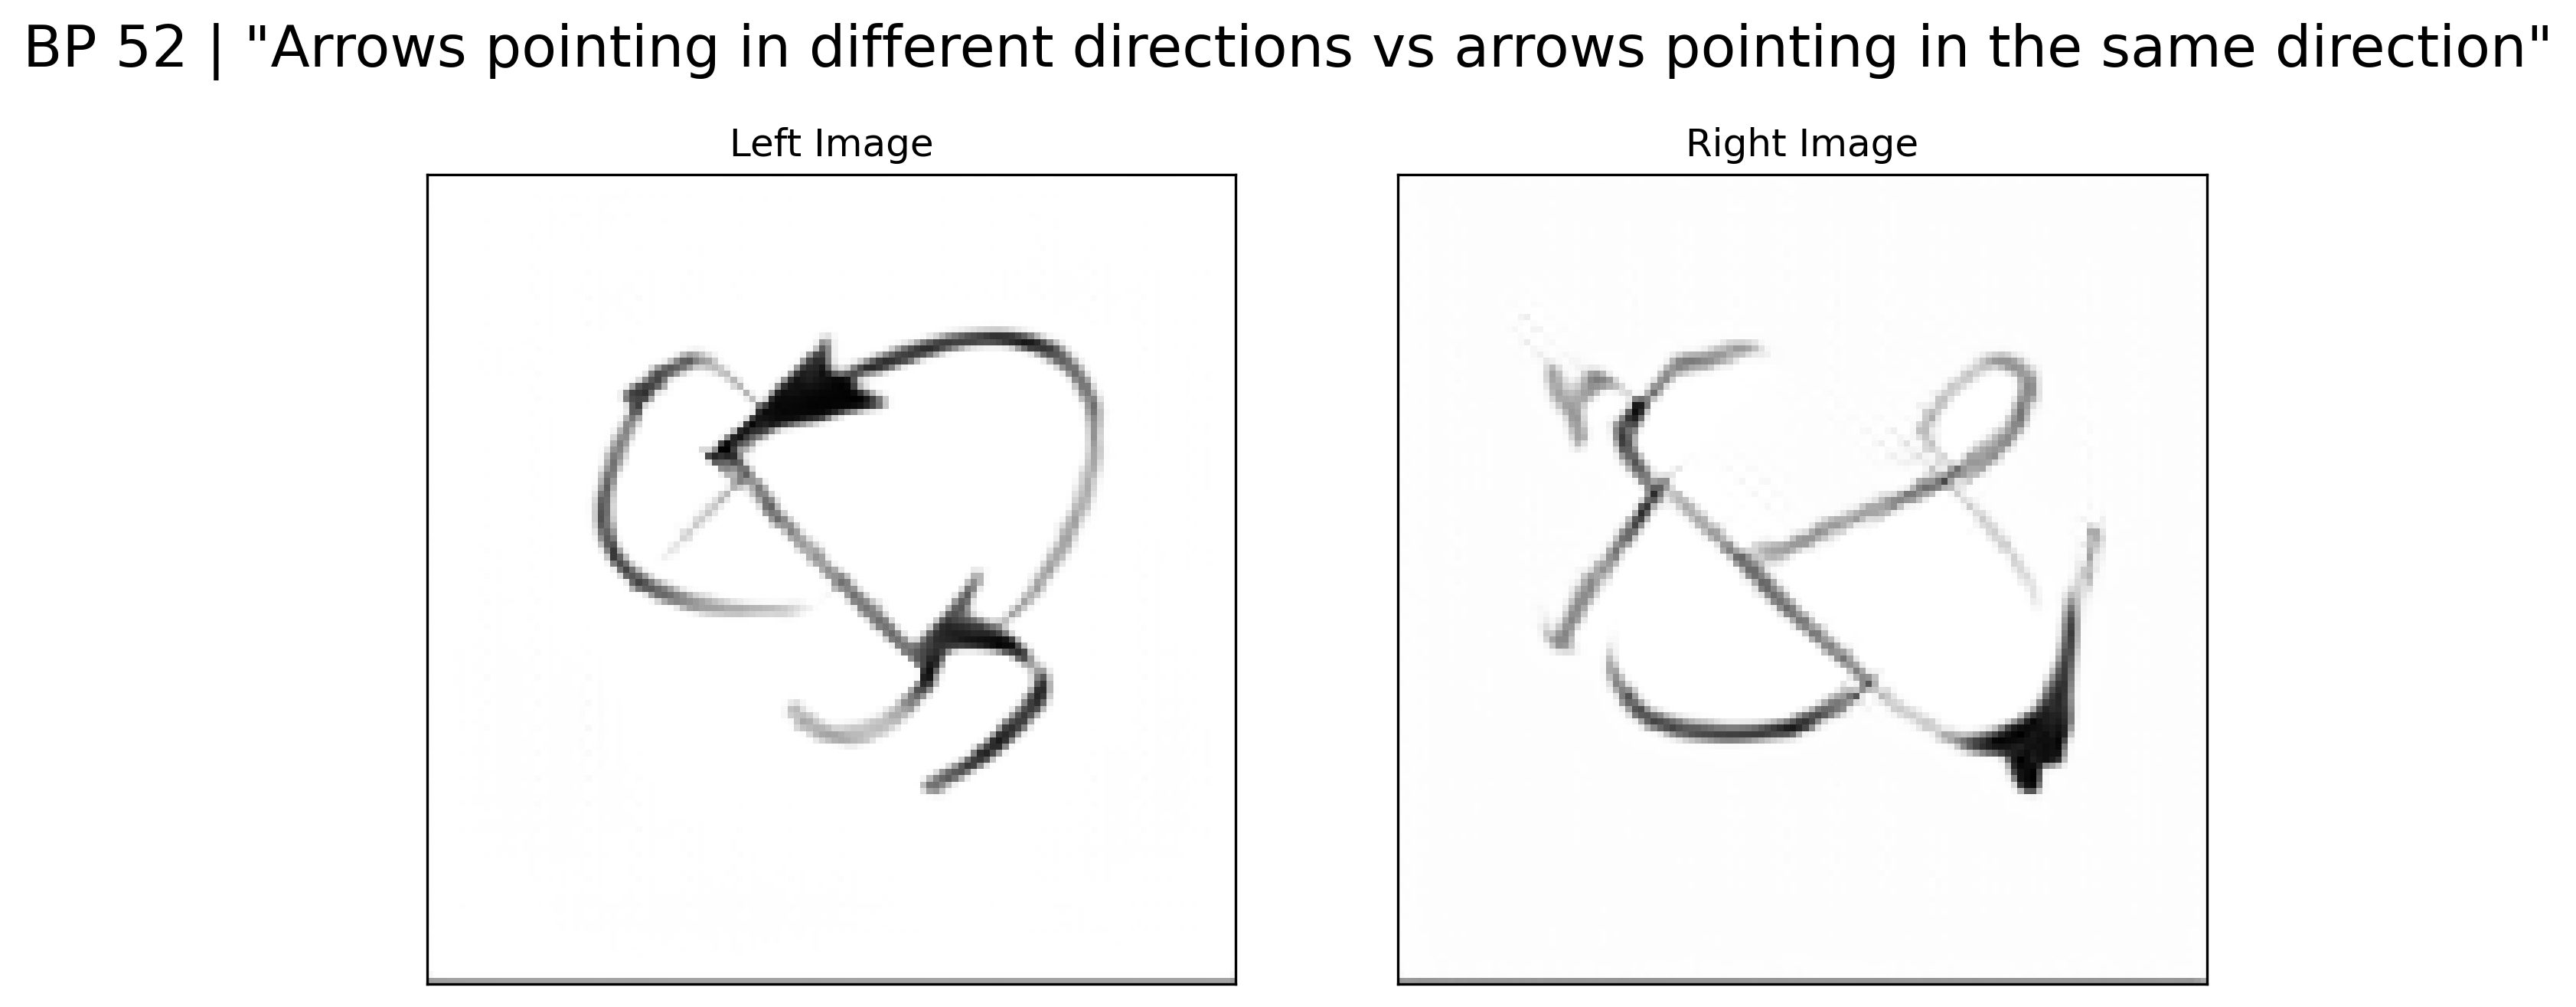 BP 52 | "Arrows pointing in different directions vs arrows pointing in the same direction"
Left Image
Right Image